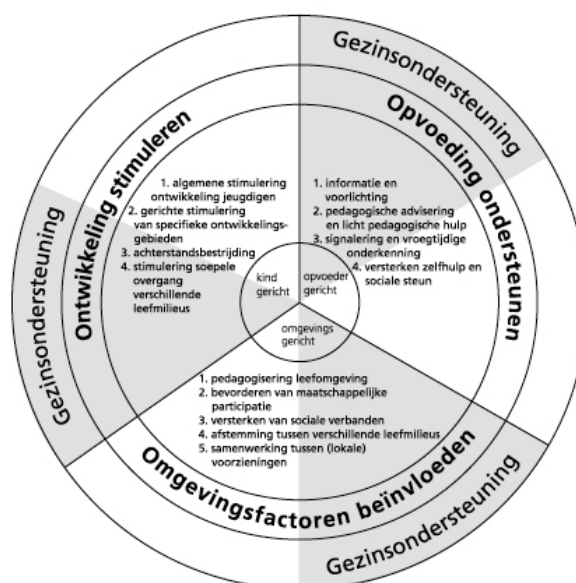 Gezinsondersteuning
Opvoeding ondersteunen
Ontwikkeling stimuleren
Gezinsondersteuning
1. algemene stimulering
ontwikkeling jeugdigen
2. gerichte stimulering
van specifieke ontwikkelings-
gebieden
3. achterstandsbestrijding
4. stimulering soepele
overgang
verschillende
leefmilieus
1. informatie en
voorlichting
2. pedagogische advisering
en licht pedagogische hulp
3. signalering en vroegtijdige
onderkenning
4. versterken zelfhulp en
sociale steun
kind
gericht
opvoeder
gericht
omgevings
gericht
1. pedagogisering leefomgeving
2. bevorderen van maatschappelijke
participatie
3. versterken van sociale verbanden
4. afstemming tussen verschillende leefmilieus
5. samenwerking tussen (lokale)
voorzieningen
Omgevingsfactoren beïnvloeden
Gezinsondersteuning